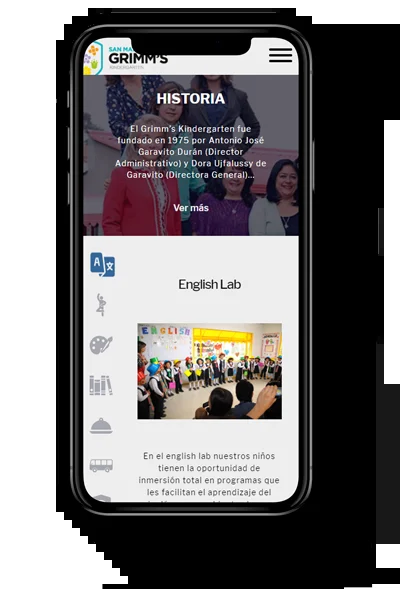 SAN MA
GRIMM'S
KINDERGARTEN
HISTORIA
El Grimm's Kindergarten fue
fundado en 1975 por Antonio José
Garavito Durán (Director
Administrativo) y Dora Ujfalussy de
Garavito (Directora General)...
Ver más
A
English Lab
ENGLISH
En el english lab nuestros niños
tienen la oportunidad de
inmersión total en programas que
les facilitan el aprendizaje del